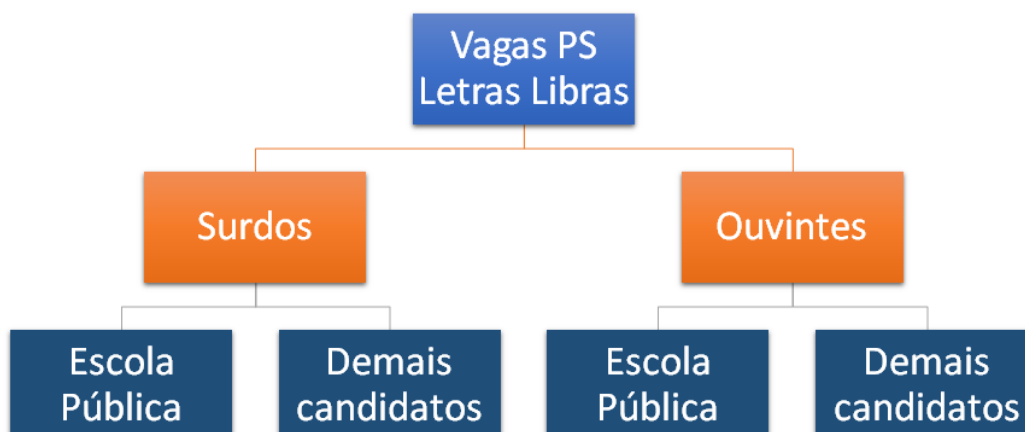 Vagas PS
Letras Libras
Surdos
Ouvintes
Escola
Pública
Demais
candidatos
Escola
Pública
Demais
candidatos